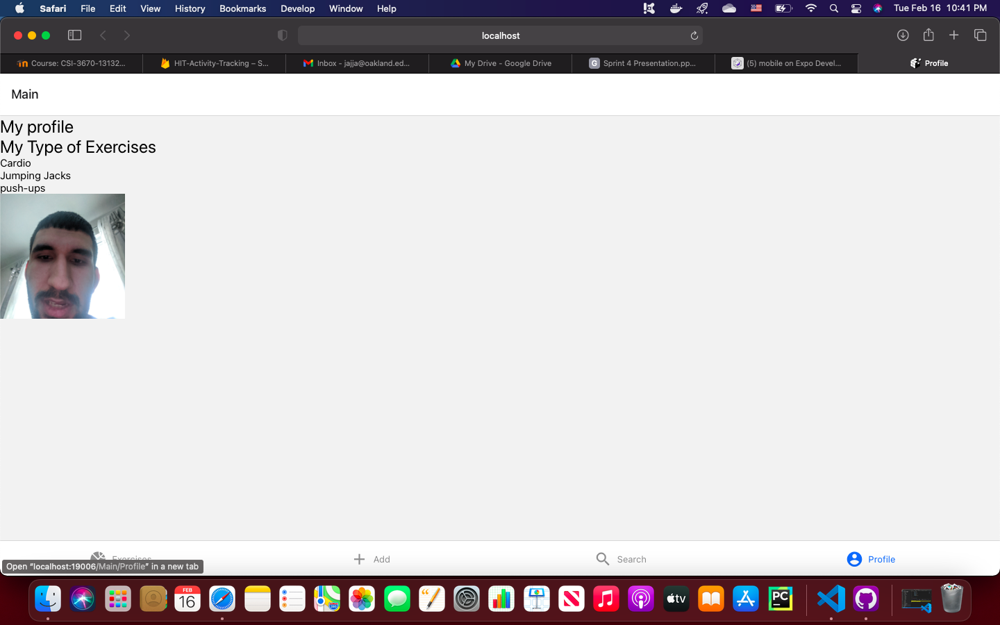 Safari File Edit View History Bookmarks Develop Window Help Tue Feb 16 10:41 PM
localhost
Course: CSI-3670-13132... HIT-Activity-Tracking – S... Inbox - jajja@oakland.ed... My Drive - Google Drive G Sprint 4 Presentation.pp... (5) mobile on Expo Devel... Profile
Main
My profile
My Type of Exercises
Cardio
Jumping Jacks
push-ups
Exercises Add Search Profile
Open "localhost:19006/Main/Profile" in a new tab
FEB
16
tv
PC